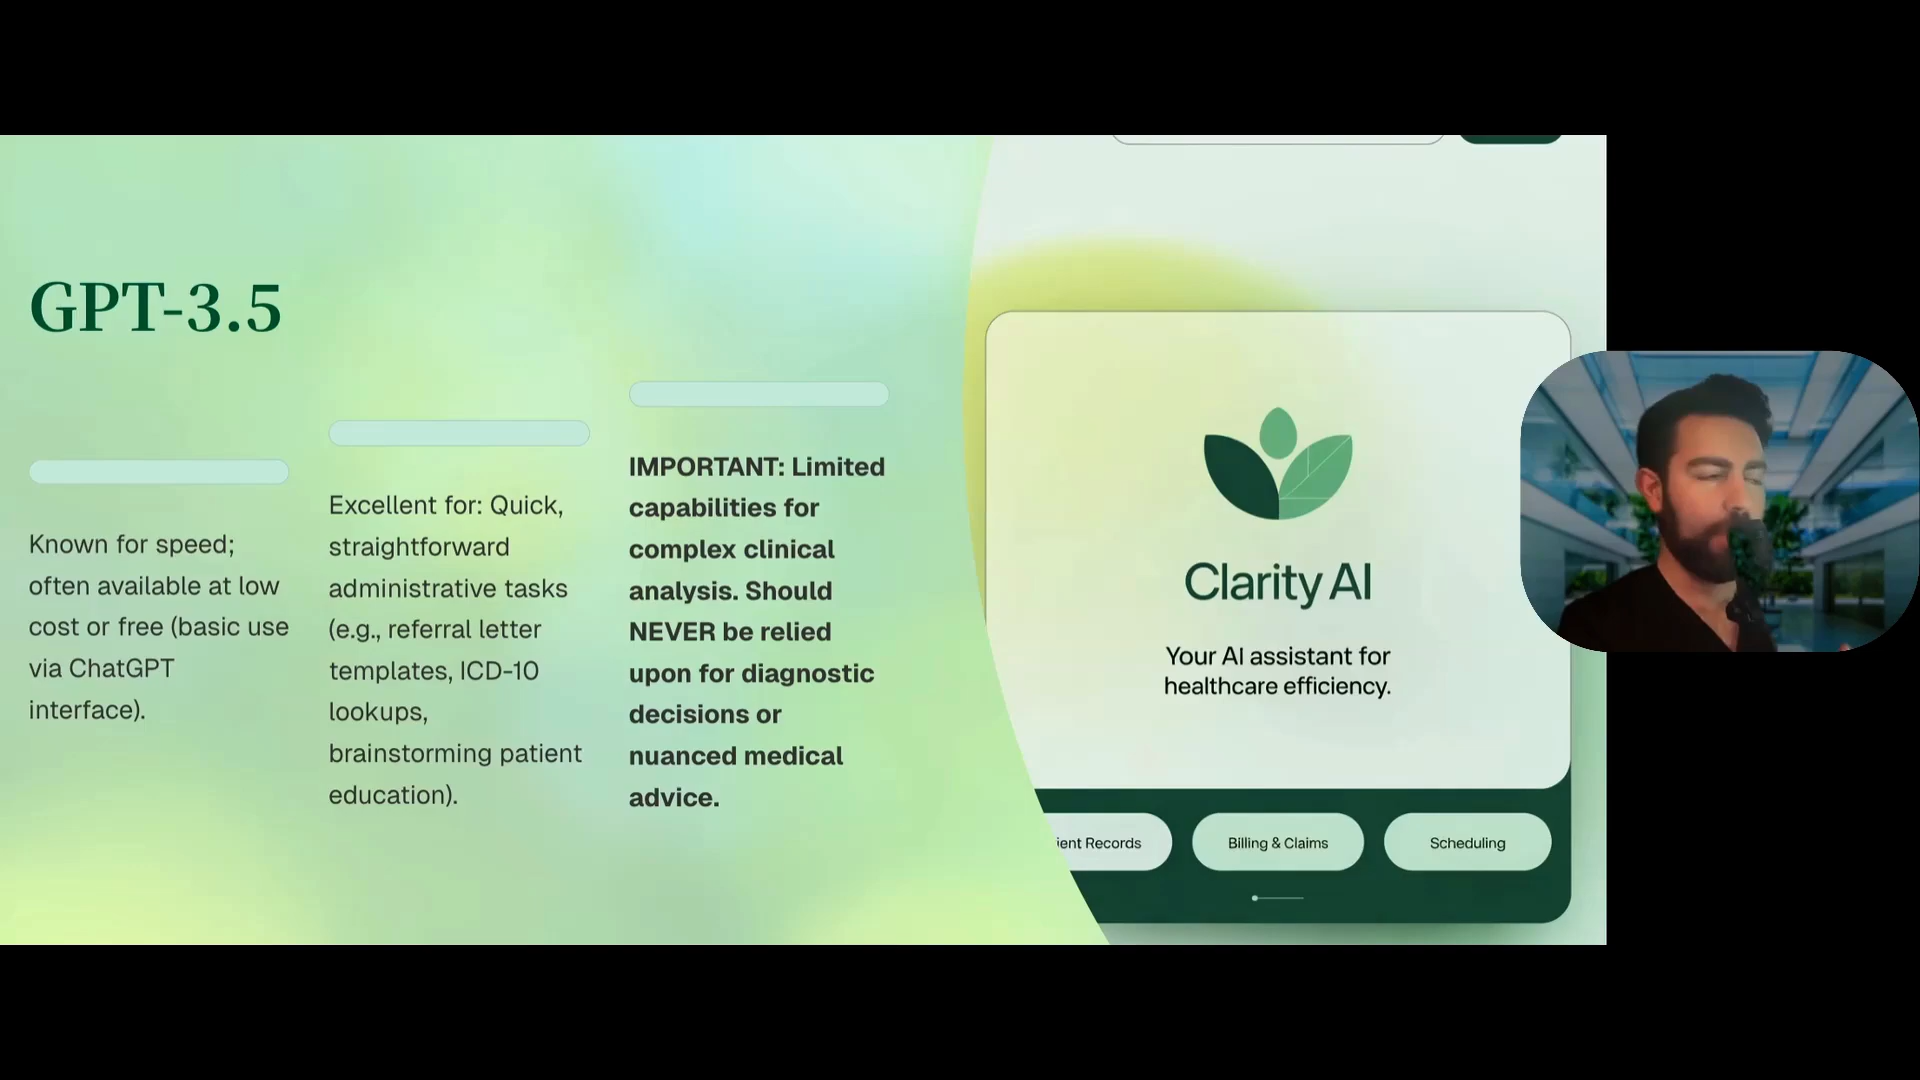 GPT-3.5
Known for speed;
often available at low
cost or free (basic use
via ChatGPT
interface).
Excellent for: Quick,
straightforward
administrative tasks
(e.g., referral letter
templates, ICD-10
lookups,
brainstorming patient
education).
IMPORTANT: Limited
capabilities for
complex clinical
analysis. Should
NEVER be relied
upon for diagnostic
decisions or
nuanced medical
advice.
Clarity AI
Your AI assistant for
healthcare efficiency.
ient Records
Billing & Claims
Scheduling